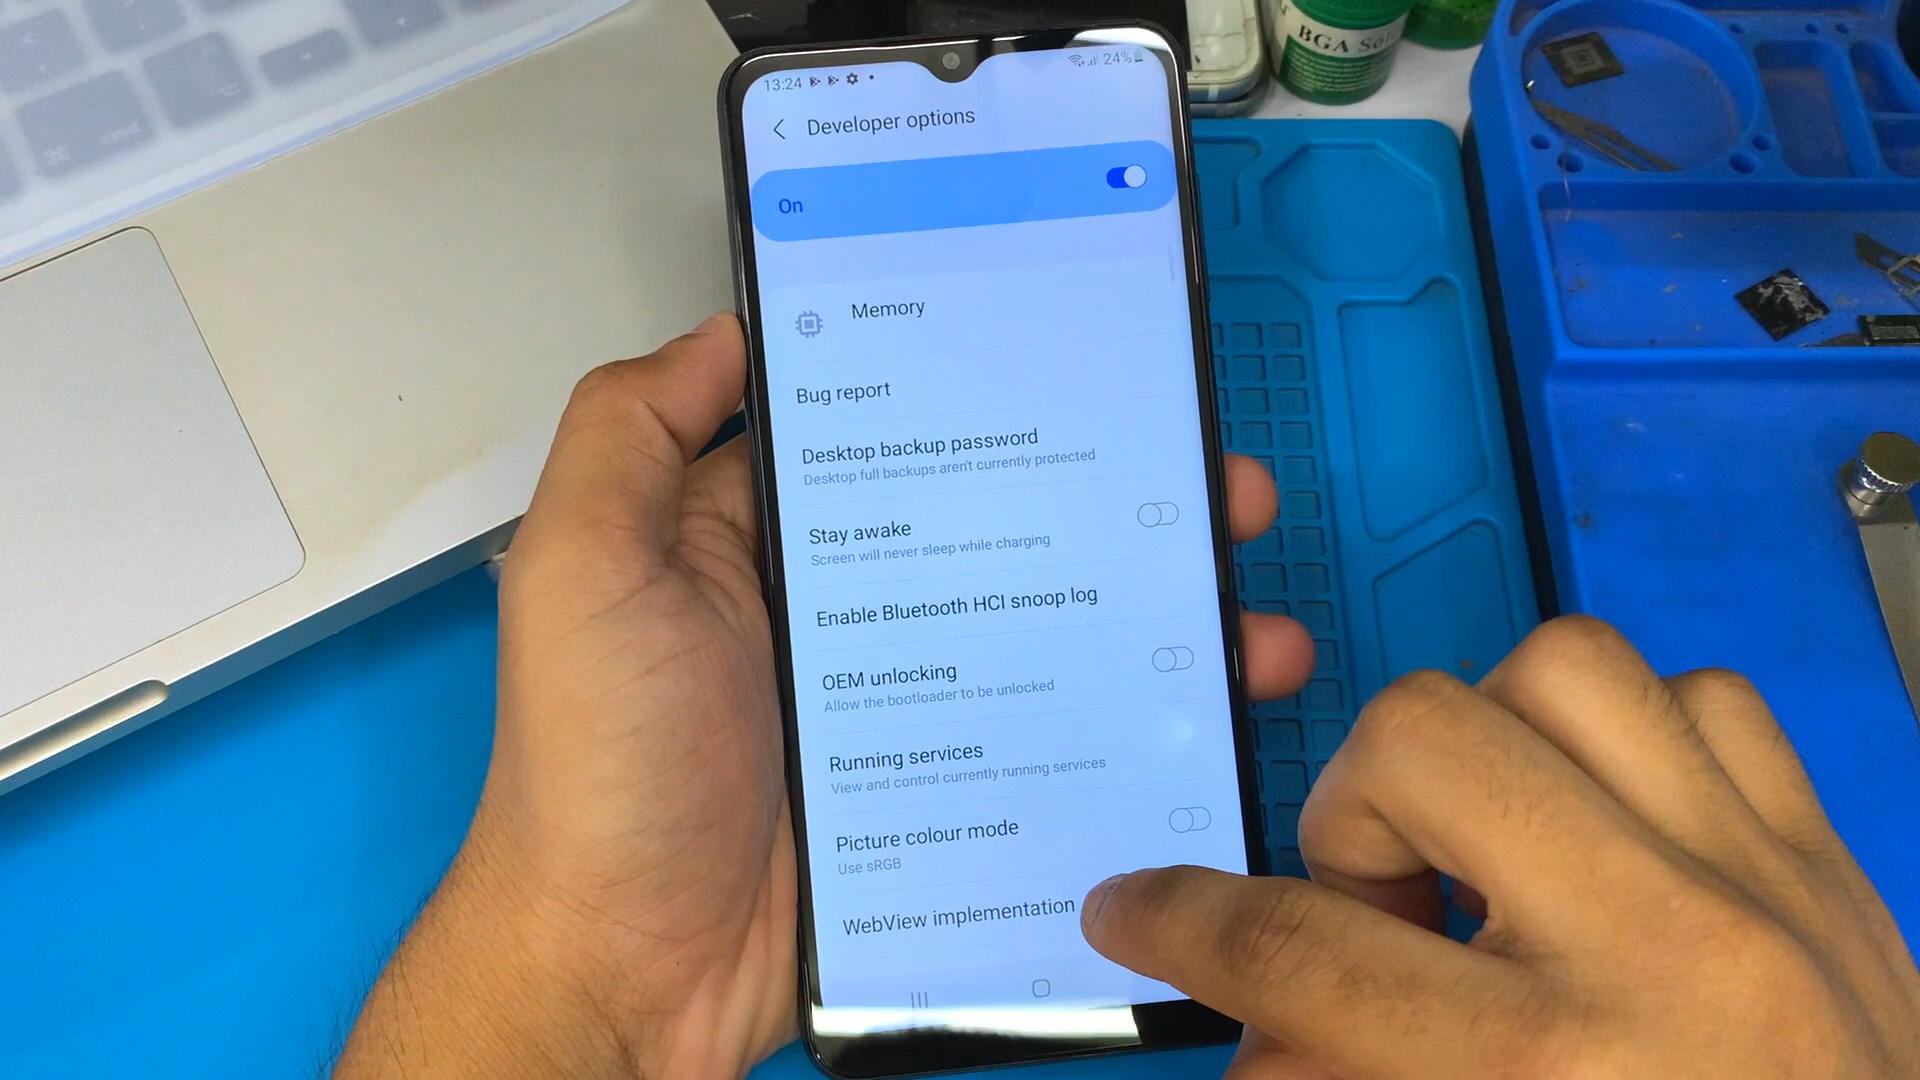 cmd
BGA
13:24
24%
Developer options
On
Memory
Bug report
Desktop backup password
Desktop full backups aren't currently protected
Stay awake
Screen will never sleep while charging
Enable Bluetooth HCI snoop log
OEM unlocking
Allow the bootloader to be unlocked
Running services
View and control currently running services
Picture colour mode
Use sRGB
WebView implementation